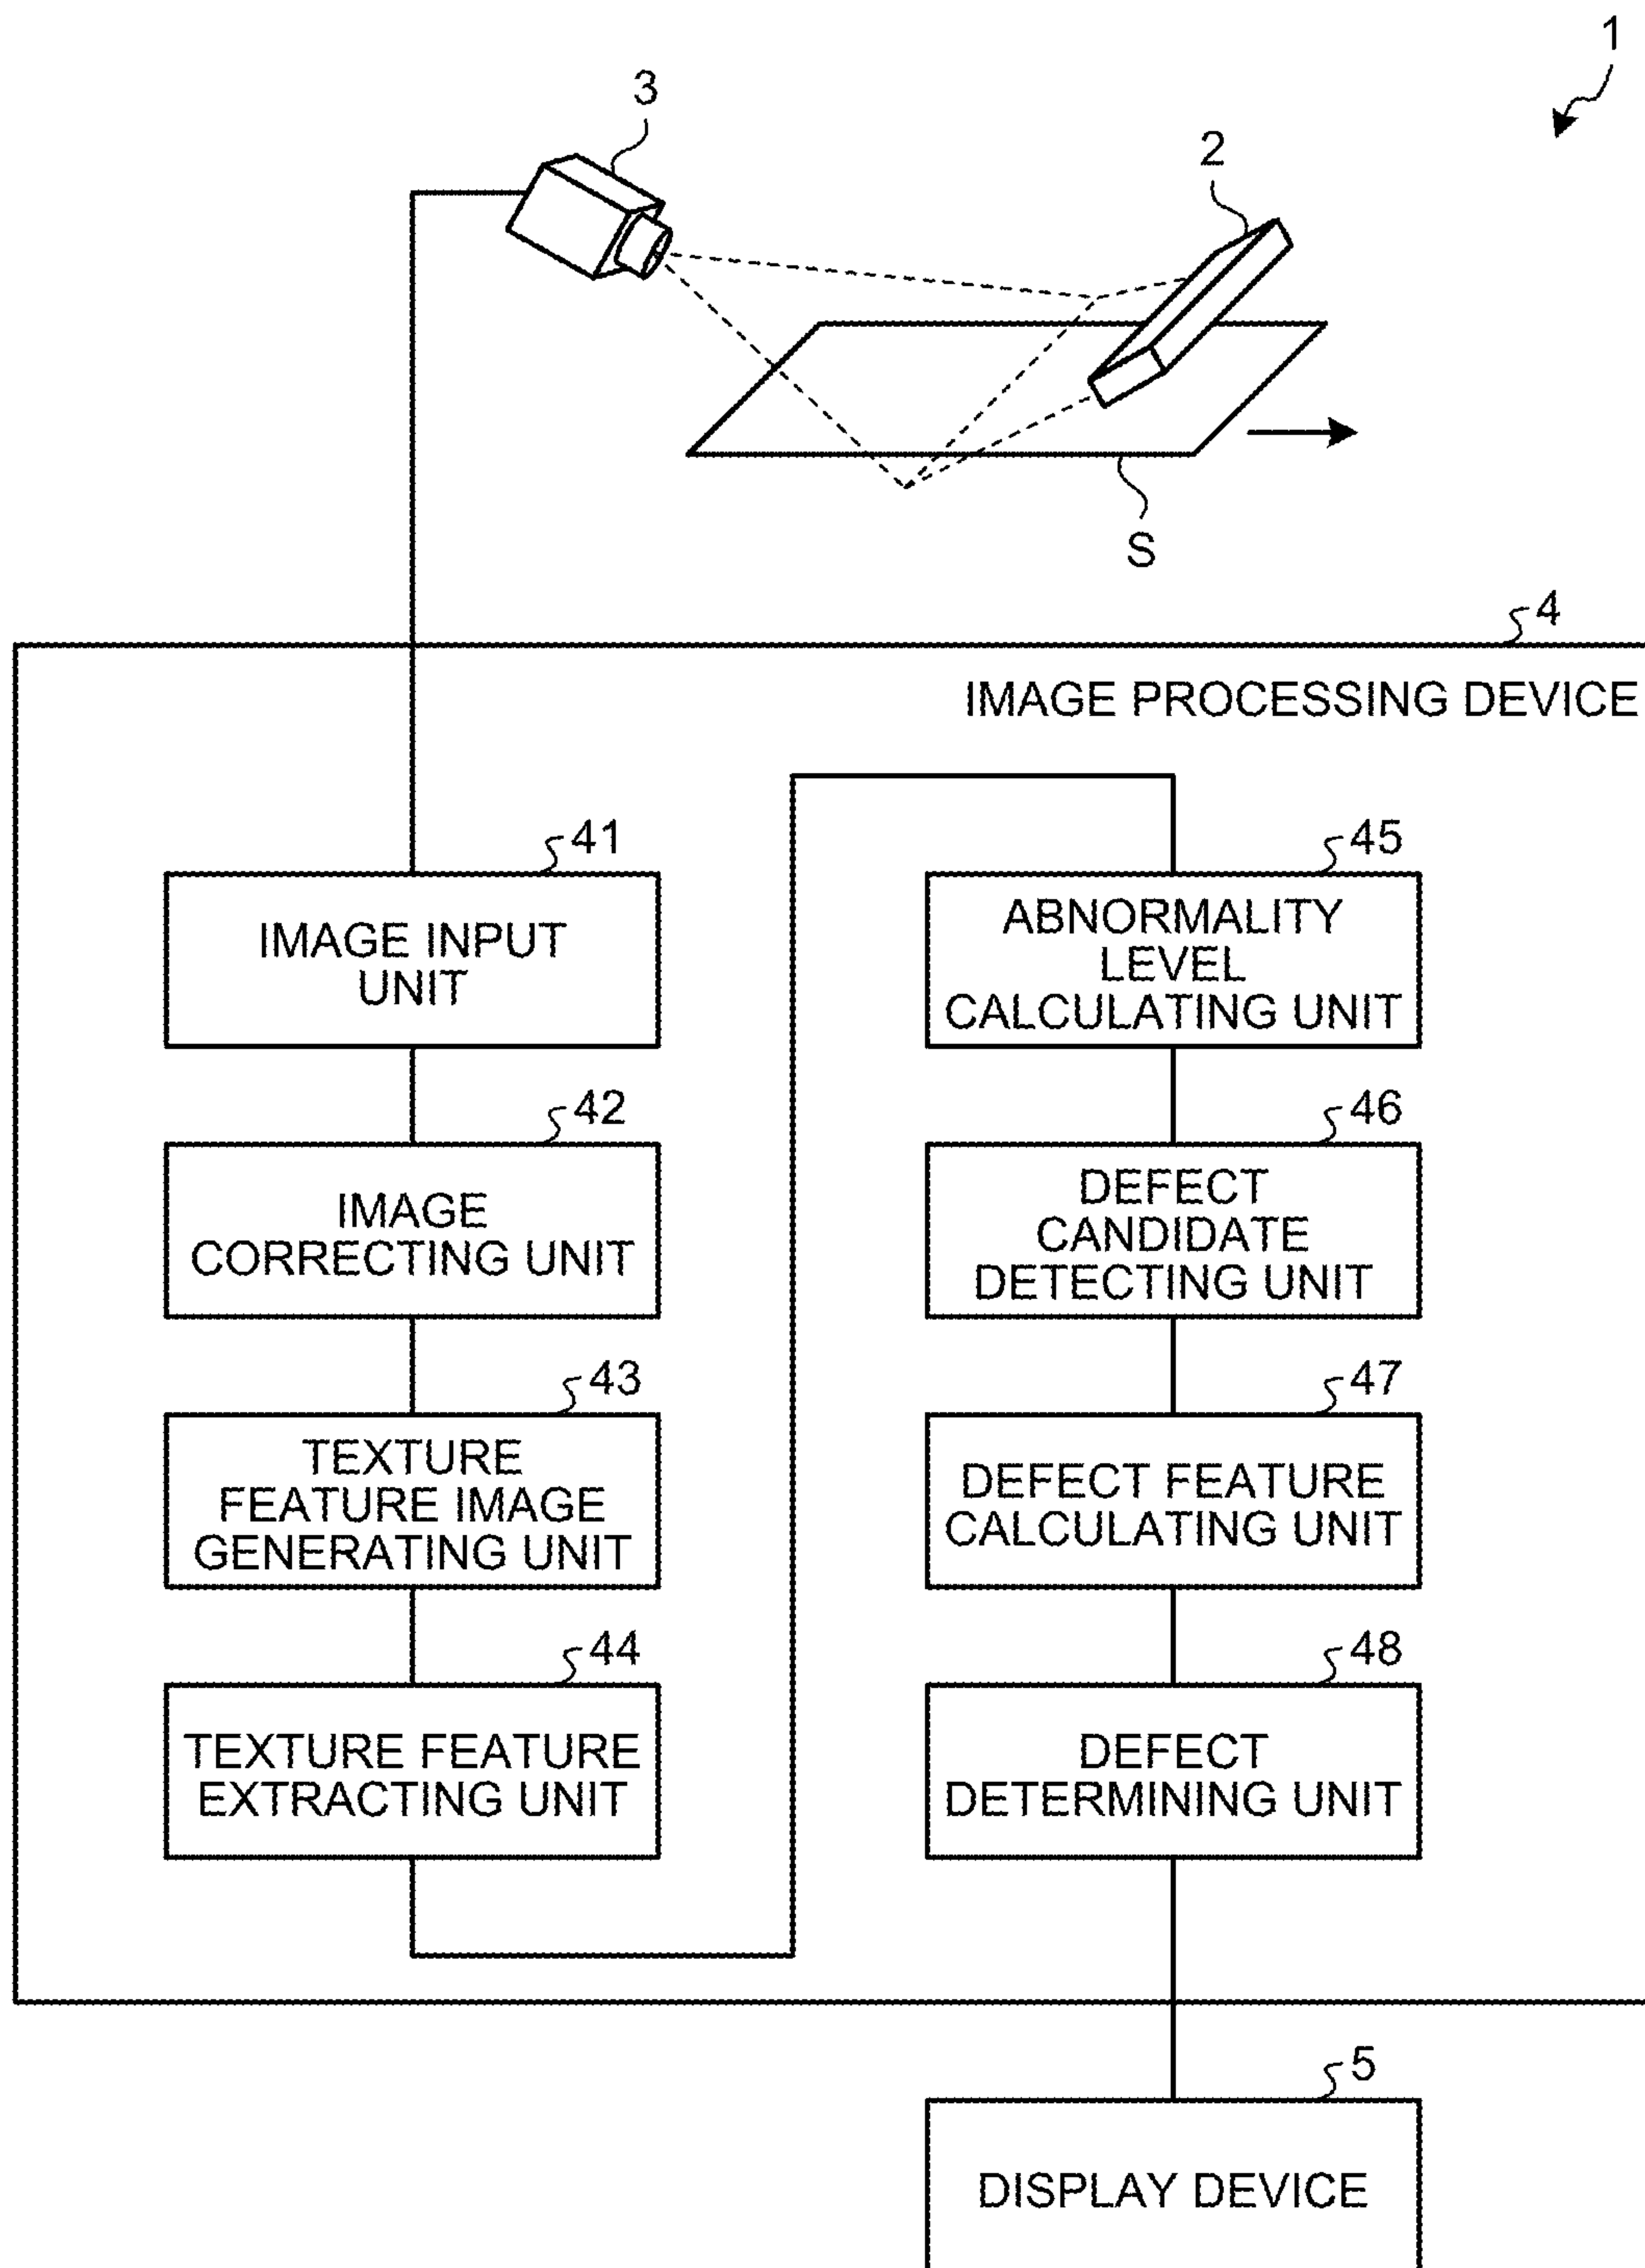 1
3
2
S
4
IMAGE PROCESSING DEVICE
41
IMAGE INPUT
UNIT
42
IMAGE
CORRECTING UNIT
43
TEXTURE
FEATURE IMAGE
GENERATING UNIT
44
TEXTURE FEATURE
EXTRACTING UNIT
45
ABNORMALITY
LEVEL
CALCULATING UNIT
46
DEFECT
CANDIDATE
DETECTING UNIT
47
DEFECT FEATURE
CALCULATING UNIT
48
DEFECT
DETERMINING UNIT
5
DISPLAY DEVICE